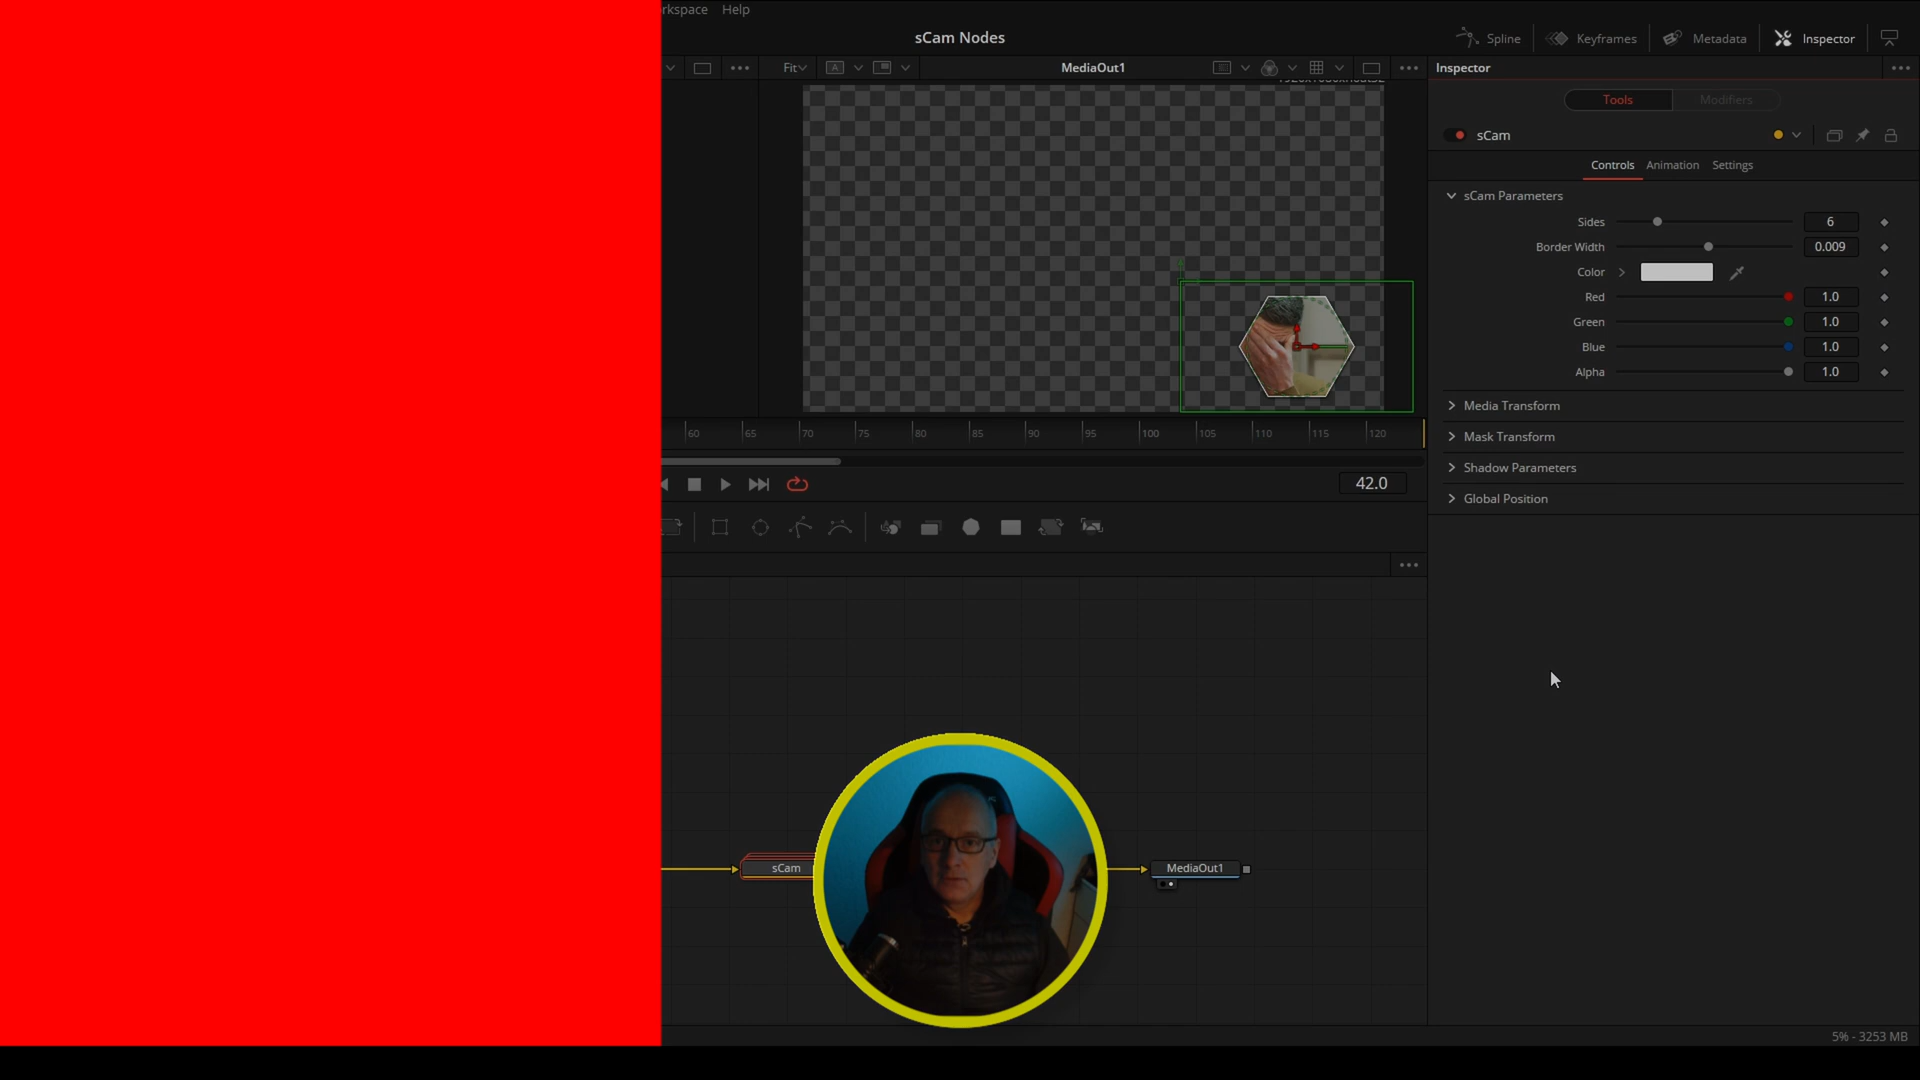 rkspace Help
sCam Nodes
Spline Keyframes Metadata Inspector
Fit A MediaOut1 Inspector
Tools Modifiers
sCam
Controls Animation Settings
sCam Parameters
Sides 6
Border Width 0.009
Color
Red 1.0
Green 1.0
Blue 1.0
Alpha 1.0
Media Transform
Mask Transform
Shadow Parameters
Global Position
60 65 70 75 80 85 90 95 100 105 110 115 120
42.0
sCam MediaOut1
5% - 3253 MB